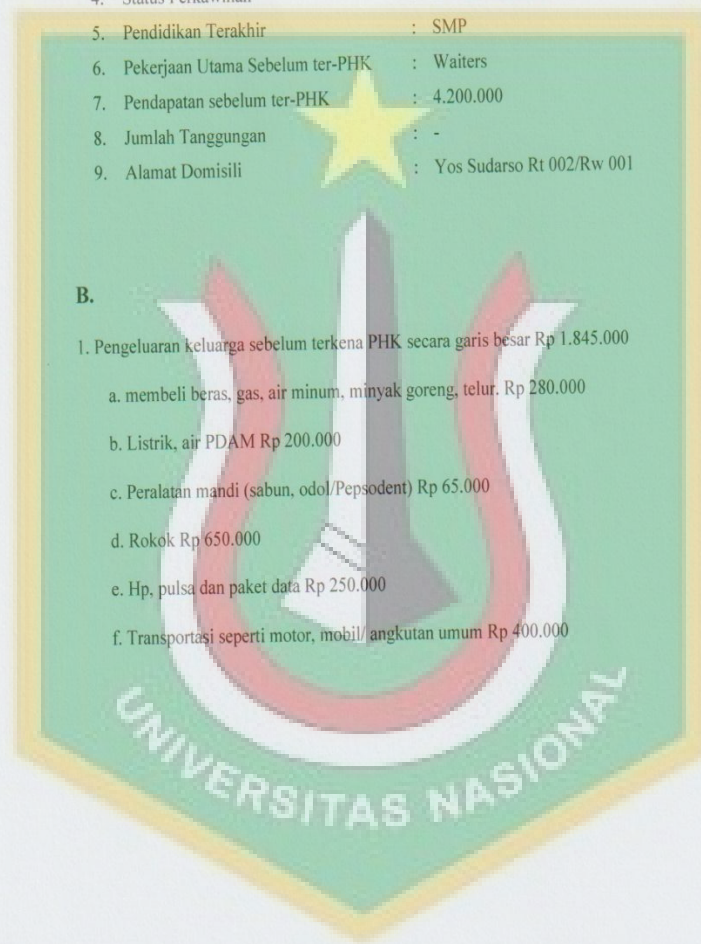 4. Status Perkawinan
5. Pendidikan Terakhir : SMP
6. Pekerjaan Utama Sebelum ter-PHK : Waiters
7. Pendapatan sebelum ter-PHK : 4.200.000
8. Jumlah Tanggungan : -
9. Alamat Domisili : Yos Sudarso Rt 002/Rw 001
B.
1. Pengeluaran keluarga sebelum terkena PHK secara garis besar Rp 1.845.000
a. membeli beras, gas, air minum, minyak goreng, telur. Rp 280.000
b. Listrik, air PDAM Rp 200.000
c. Peralatan mandi (sabun, odol/Pepsodent) Rp 65.000
d. Rokok Rp 650.000
e. Hp, pulsa dan paket data Rp 250.000
f. Transportasi seperti motor, mobil/ angkutan umum Rp 400.000
UNIVERSITAS NASIONAL